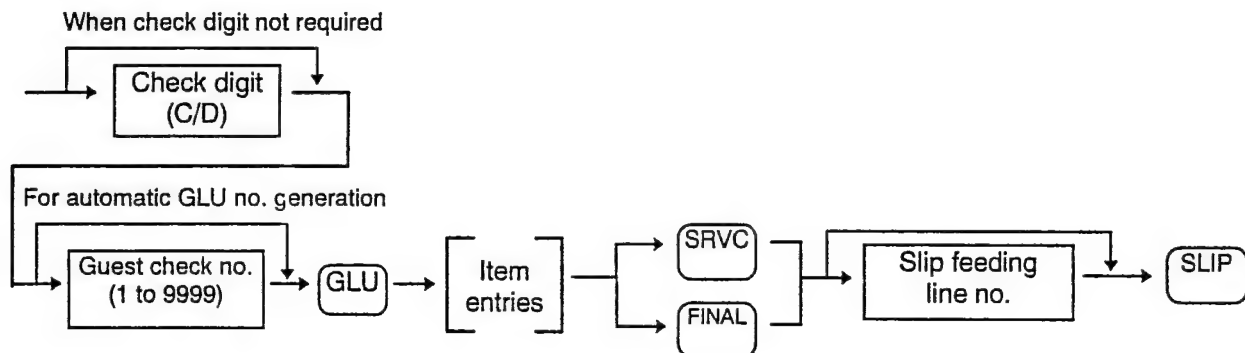 When check digit not required
Check digit
(C/D)
For automatic GLU no. generation
Guest check no.
(1 to 9999)
GLU
Item
entries
SRVC
FINAL
Slip feeding
line no.
SLIP